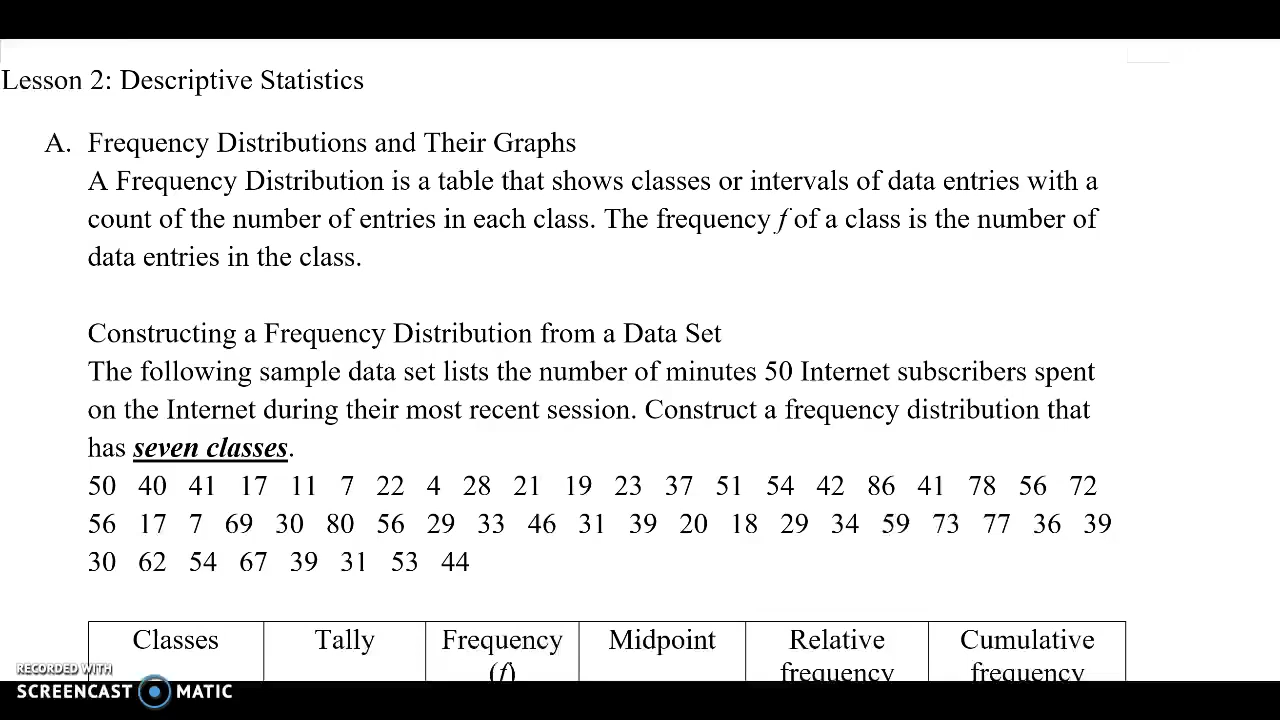 Lesson 2: Descriptive Statistics
A. Frequency Distributions and Their Graphs
A Frequency Distribution is a table that shows classes or intervals of data entries with a
count of the number of entries in each class. The frequency f of a class is the number of
data entries in the class.
Constructing a Frequency Distribution from a Data Set
The following sample data set lists the number of minutes 50 Internet subscribers spent
on the Internet during their most recent session. Construct a frequency distribution that
has seven classes.
50 40 41 17 11 7 22 4 28 21 19 23 37 51 54 42 86 41 78 56 72
56 17 7 69 30 80 56 29 33 46 31 39 20 18 29 34 59 73 77 36 39
30 62 54 67 39 31 53 44
Classes Tally Frequency Midpoint Relative Cumulative
(f) frequency frequency
RECORDED WITH
SCREENCAST MATIC